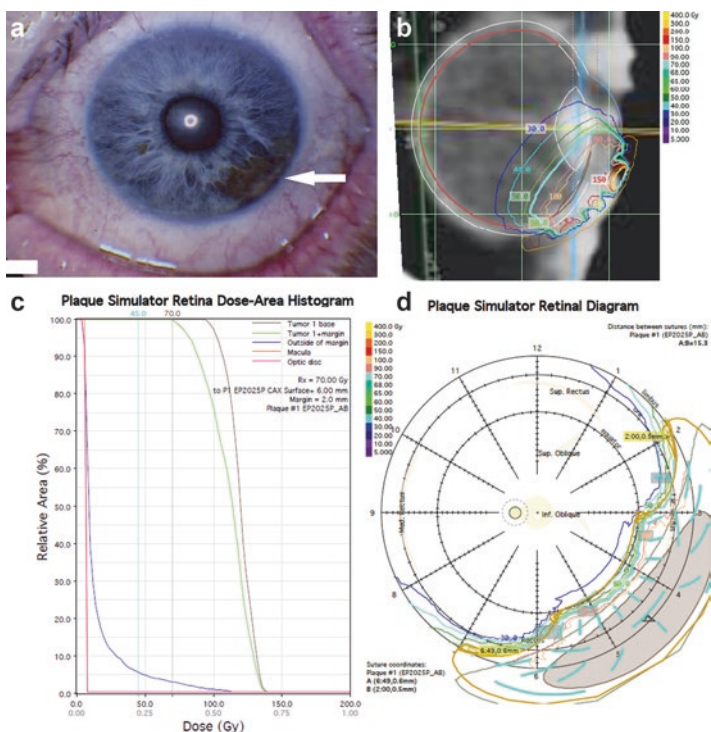 a
b
400.0 Gy
300.0
200.0
150.0
100.0
90.00
70.00
68.00
65.00
50.00
40.00
30.00
20.00
10.00
5.000
30.0
150
100
c
Plaque Simulator Retina Dose-Area Histogram
45.0 70.0
Tumor 1 base
Tumor 1+margin
Outside of margin
Macula
Optic disc
Rx = 70.00 Gy
to P1 EP2025P CAX Surface+ 6.00 mm
Margin = 2.0 mm
Plaque #1 EP2025P_AB
Relative Area (%)
100.0
90.0
80.0
70.0
60.0
50.0
40.0
30.0
20.0
10.0
0.0
0.0 50.0 100.0 150.0 200.0
0.00 0.25 0.50 0.75 1.00
Dose (Gy)
d
Plaque Simulator Retinal Diagram
Distance between sutures (mm)
Plaque #1 (EP2025P_AB)
A:B=15.3
400.0 Gy
300.0
200.0
150.0
100.0
90.00
70.00
68.00
65.00
50.00
40.00
30.00
20.00
10.00
5.000
12
1
2
4
5
6
8
9
10
11
Sup. Rectus
Sup. Oblique
Inf. Oblique
Med. Rectus
equator
limbus
2:00,0.5mm
6:49,0.6mm
30.0
Suture coordinates:
Plaque #1 (EP2025P_AB)
A (6:49,0.6mm)
B (2:00,0.5mm)